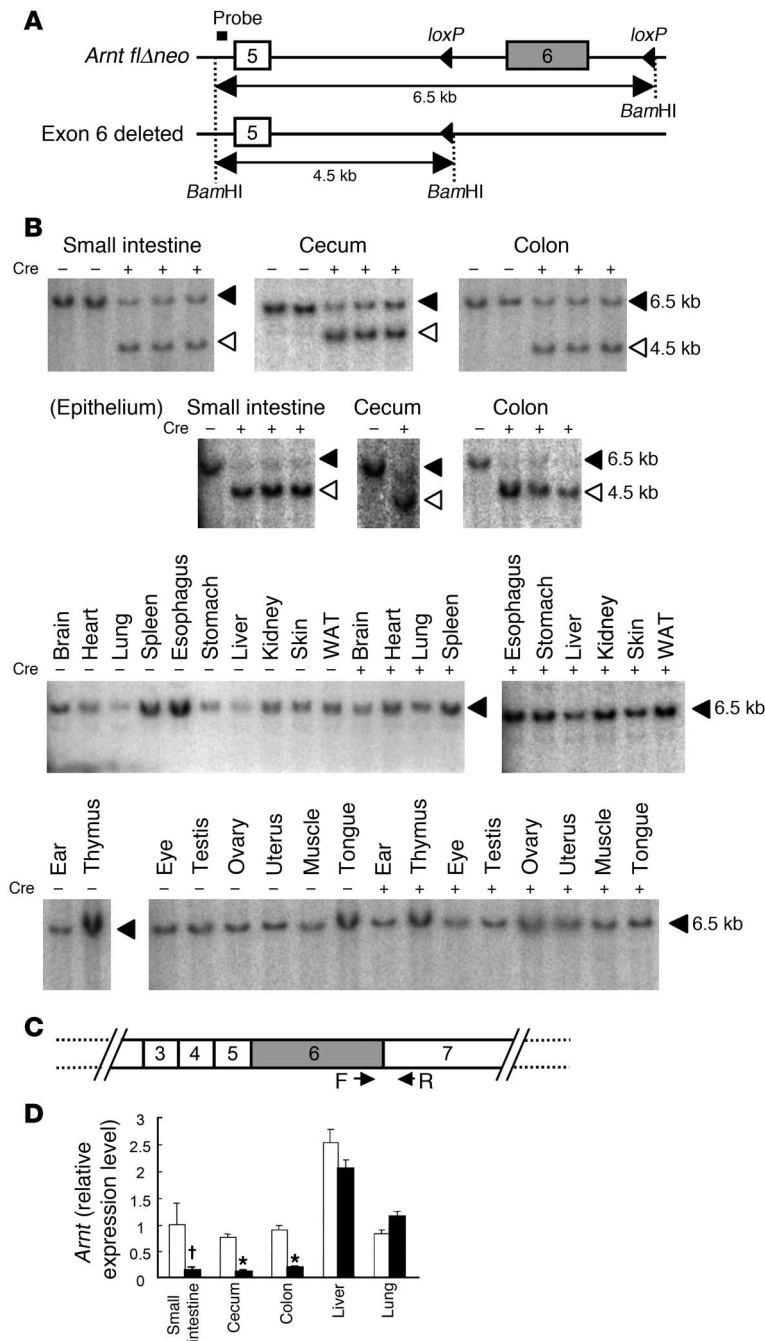 A
Probe
Arnt flΔneo
5
loxP
6
loxP
6.5 kb
BamHI
Exon 6 deleted
5
4.5 kb
BamHI
BamHI
B
Small intestine
Cecum
Colon
Cre – – + + + – – + + + – – + + +
6.5 kb
4.5 kb
(Epithelium)
Small intestine
Cecum
Colon
Cre – + + + – + – + + +
6.5 kb
4.5 kb
Brain Heart Lung Spleen Esophagus Stomach Liver Kidney Skin WAT Brain Heart Lung Spleen Esophagus Stomach Liver Kidney Skin WAT
Cre – – – – – – – – – – + + + + + + + + + +
6.5 kb
Ear Thymus Eye Testis Ovary Uterus Muscle Tongue Ear Thymus Eye Testis Ovary Uterus Muscle Tongue
Cre – – – – – – – – + + + + + + + +
6.5 kb
C
3 4 5 6 7
F R
D
Arnt (relative
expression level)
3
2.5
2
1.5
1
0.5
0
† * *
Small
intestine
Cecum
Colon
Liver
Lung